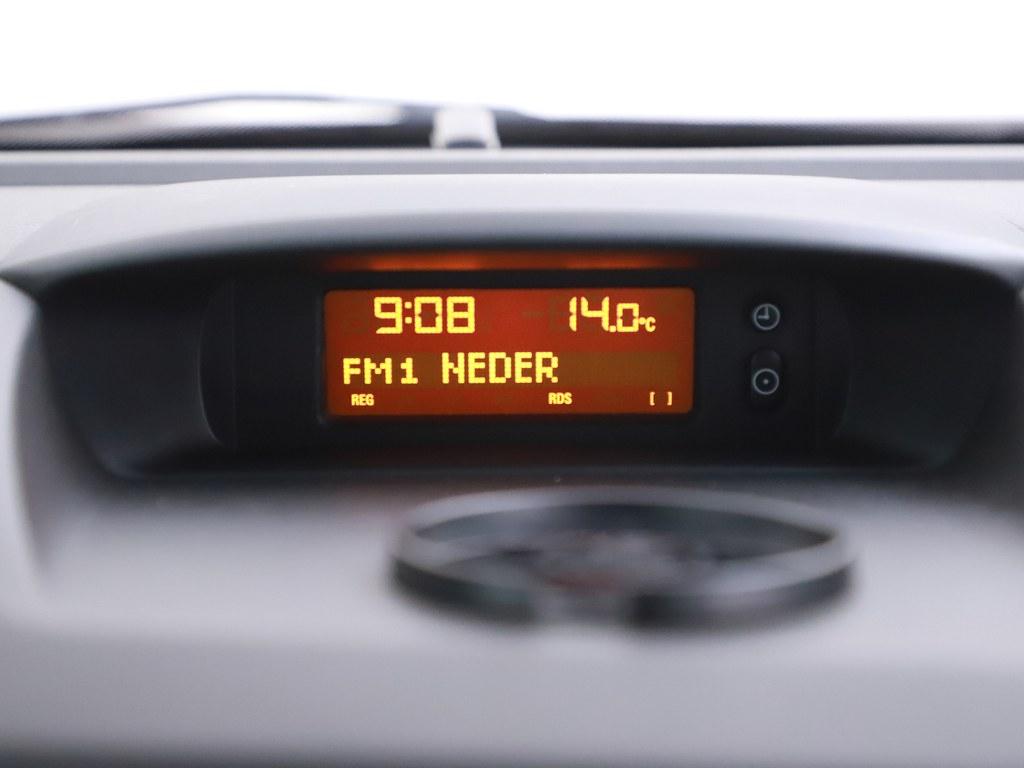 9:08 14.0°C
FM1 NEDER
REG RDS [ ]